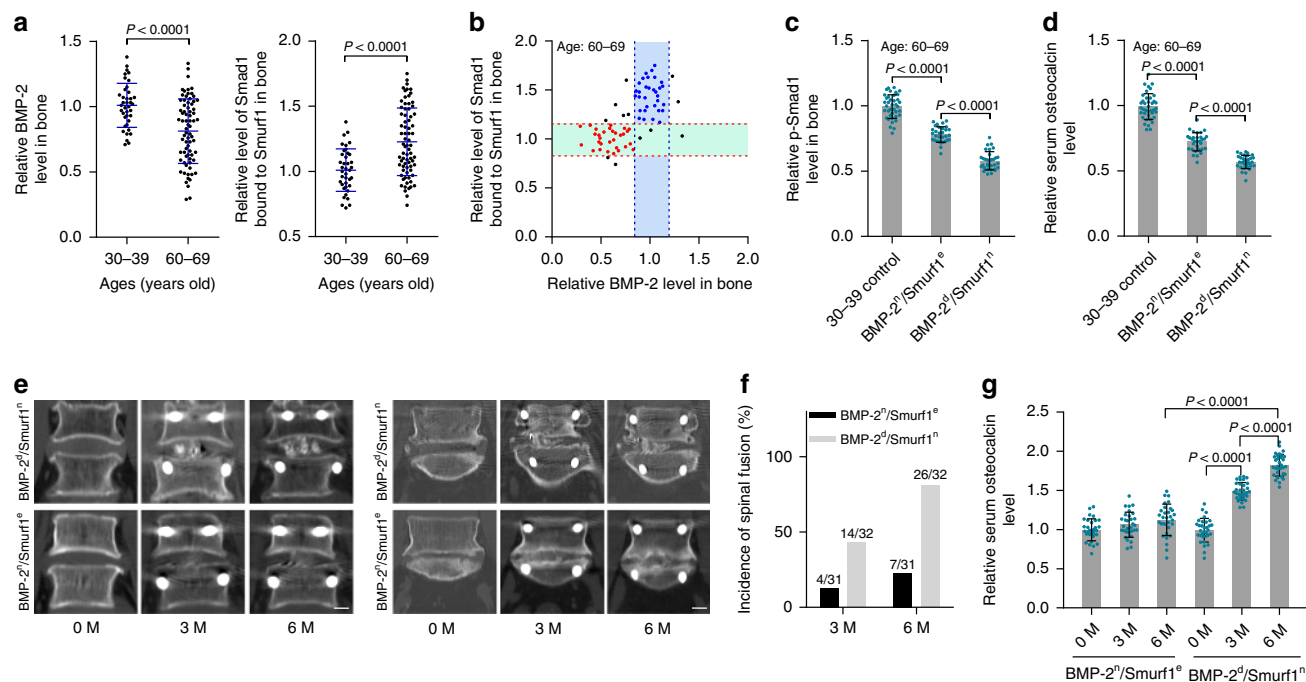 a
P < 0.0001
Relative BMP-2
level in bone
1.5
1.0
0.5
0.0
30–39
60–69
Ages (years old)
P < 0.0001
Relative level of Smad1
bound to Smurf1 in bone
2.0
1.5
1.0
0.5
30–39
60–69
Ages (years old)
b
Age: 60–69
Relative level of Smad1
bound to Smurf1 in bone
2.0
1.5
1.0
0.5
0.0
0.0
0.5
1.0
1.5
2.0
Relative BMP-2 level in bone
c
Age: 60–69
P < 0.0001
P < 0.0001
Relative p-Smad1
level in bone
1.5
1.0
0.5
0.0
30–39 control
BMP-2ⁿ/Smurf1ᵉ
BMP-2ᵈ/Smurf1ⁿ
d
Age: 60–69
P < 0.0001
P < 0.0001
Relative serum osteocalcin
level
1.5
1.0
0.5
0.0
30–39 control
BMP-2ⁿ/Smurf1ᵉ
BMP-2ᵈ/Smurf1ⁿ
e
BMP-2ᵈ/Smurf1ⁿ
BMP-2ⁿ/Smurf1ᵉ
0 M
3 M
6 M
BMP-2ᵈ/Smurf1ⁿ
BMP-2ⁿ/Smurf1ᵉ
0 M
3 M
6 M
f
BMP-2ⁿ/Smurf1ᵉ
BMP-2ᵈ/Smurf1ⁿ
Incidence of spinal fusion (%)
100
50
0
4/31
14/32
7/31
26/32
3 M
6 M
g
P < 0.0001
P < 0.0001
P < 0.0001
Relative serum osteocalcin
level
2.5
2.0
1.5
1.0
0.5
0.0
0 M
3 M
6 M
0 M
3 M
6 M
BMP-2ⁿ/Smurf1ᵉ
BMP-2ᵈ/Smurf1ⁿ